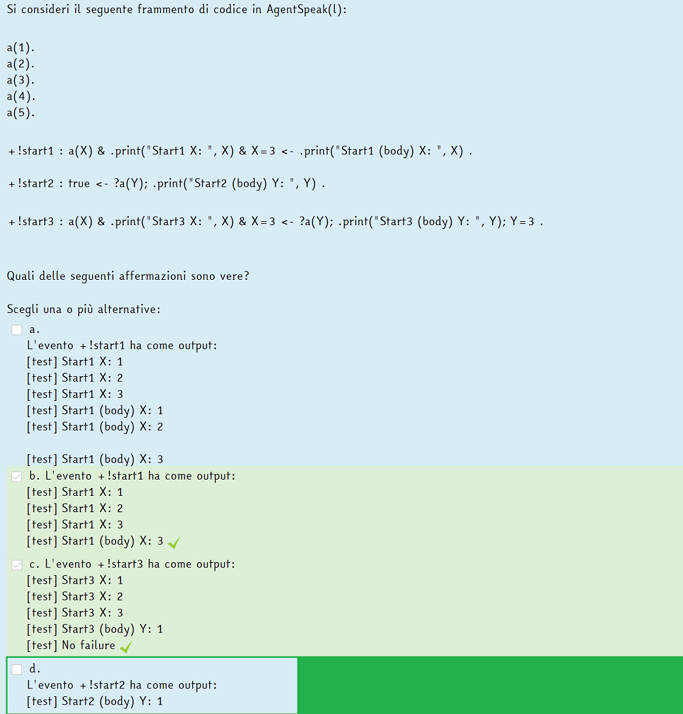 Si consideri il seguente frammento di codice in AgentSpeak(l):
a(1).
a(2).
a(3).
a(4).
a(5).
+!start1 : a(X) & .print("Start1 X: ", X) & X=3 <- .print("Start1 (body) X: ", X) .
+!start2 : true <- ?a(Y); .print("Start2 (body) Y: ", Y) .
+!start3 : a(X) & .print("Start3 X: ", X) & X=3 <- ?a(Y); .print("Start3 (body) Y: ", Y); Y=3 .
Quali delle seguenti affermazioni sono vere?
Scegli una o più alternative:
a.
L'evento +!start1 ha come output:
[test] Start1 X: 1
[test] Start1 X: 2
[test] Start1 X: 3
[test] Start1 (body) X: 1
[test] Start1 (body) X: 2
[test] Start1 (body) X: 3
b. L'evento +!start1 ha come output:
[test] Start1 X: 1
[test] Start1 X: 2
[test] Start1 X: 3
[test] Start1 (body) X: 3
c. L'evento +!start3 ha come output:
[test] Start3 X: 1
[test] Start3 X: 2
[test] Start3 X: 3
[test] Start3 (body) Y: 1
[test] No failure
d.
L'evento +!start2 ha come output:
[test] Start2 (body) Y: 1